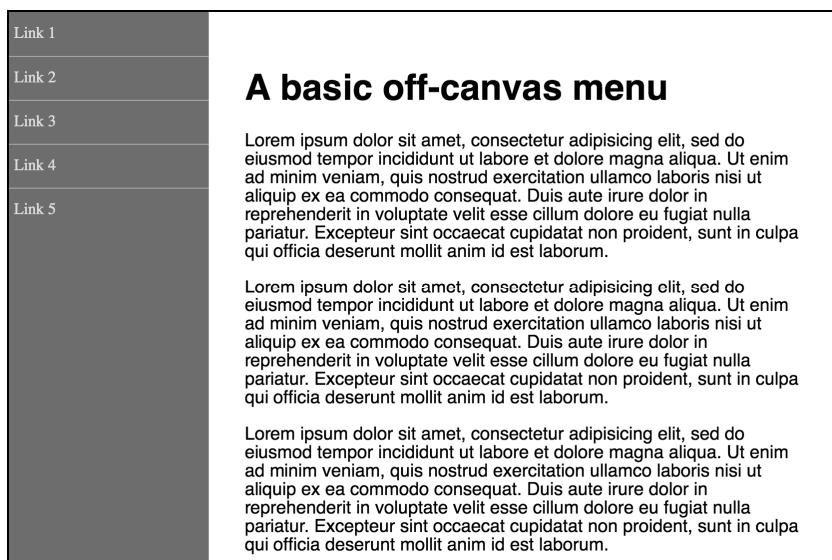 Link 1
Link 2
Link 3
Link 4
Link 5
A basic off-canvas menu
Lorem ipsum dolor sit amet, consectetur adipisicing elit, sed do
eiusmod tempor incididunt ut labore et dolore magna aliqua. Ut enim
ad minim veniam, quis nostrud exercitation ullamco laboris nisi ut
aliquip ex ea commodo consequat. Duis aute irure dolor in
reprehenderit in voluptate velit esse cillum dolore eu fugiat nulla
pariatur. Excepteur sint occaecat cupidatat non proident, sunt in culpa
qui officia deserunt mollit anim id est laborum.
Lorem ipsum dolor sit amet, consectetur adipisicing elit, sed do
eiusmod tempor incididunt ut labore et dolore magna aliqua. Ut enim
ad minim veniam, quis nostrud exercitation ullamco laboris nisi ut
aliquip ex ea commodo consequat. Duis aute irure dolor in
reprehenderit in voluptate velit esse cillum dolore eu fugiat nulla
pariatur. Excepteur sint occaecat cupidatat non proident, sunt in culpa
qui officia deserunt mollit anim id est laborum.
Lorem ipsum dolor sit amet, consectetur adipisicing elit, sed do
eiusmod tempor incididunt ut labore et dolore magna aliqua. Ut enim
ad minim veniam, quis nostrud exercitation ullamco laboris nisi ut
aliquip ex ea commodo consequat. Duis aute irure dolor in
reprehenderit in voluptate velit esse cillum dolore eu fugiat nulla
pariatur. Excepteur sint occaecat cupidatat non proident, sunt in culpa
qui officia deserunt mollit anim id est laborum.